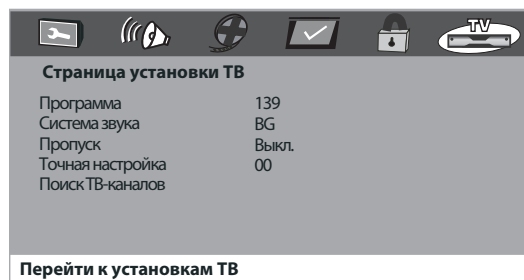 TV
Страница установки ТВ
Программа 139
Система звука BG
Пропуск Выкл.
Точная настройка 00
Поиск ТВ-каналов
Перейти к установкам ТВ